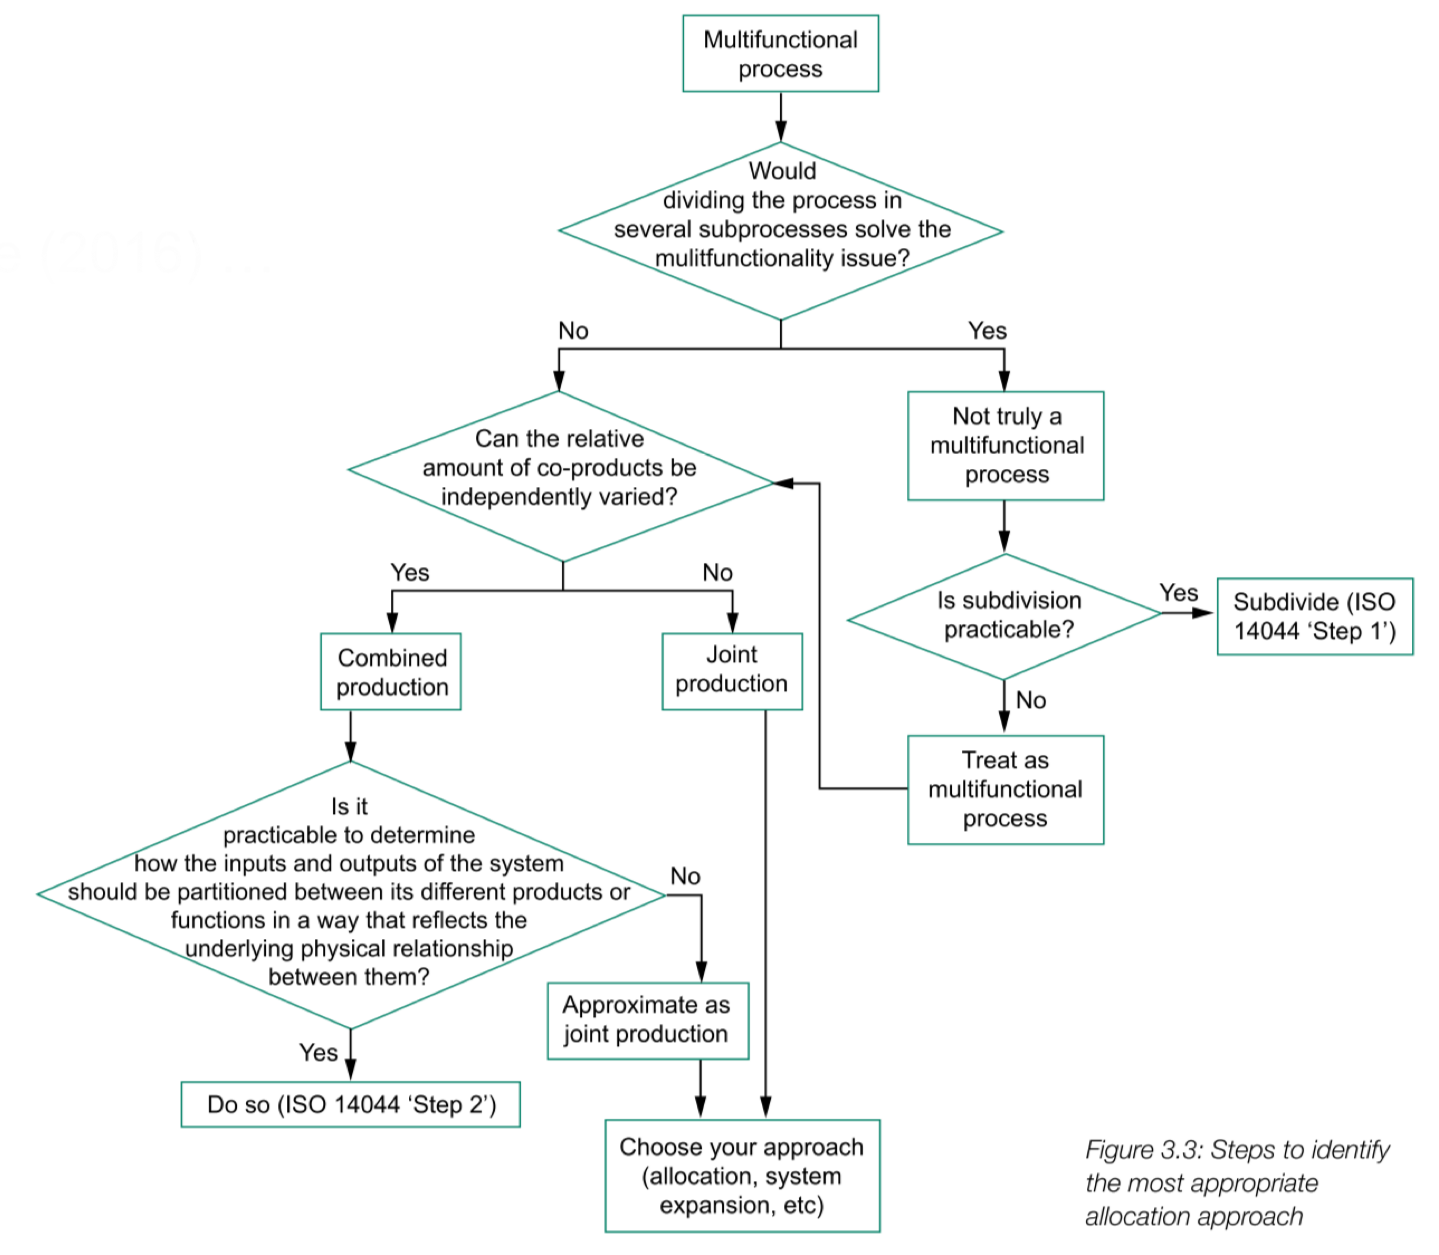 Multifunctional
process
Would
dividing the process in
several subprocesses solve the
mulitfunctionality issue?
No
Yes
Can the relative
amount of co-products be
independently varied?
Not truly a
multifunctional
process
Yes
No
Is subdivision
practicable?
Yes
Subdivide (ISO
14044 ‘Step 1’)
Combined
production
Joint
production
No
Treat as
multifunctional
process
Is it
practicable to determine
how the inputs and outputs of the system
should be partitioned between its different products or
functions in a way that reflects the
underlying physical relationship
between them?
No
Approximate as
joint production
Yes
Do so (ISO 14044 ‘Step 2’)
Choose your approach
(allocation, system
expansion, etc)
Figure 3.3: Steps to identify
the most appropriate
allocation approach
e (2016) ...